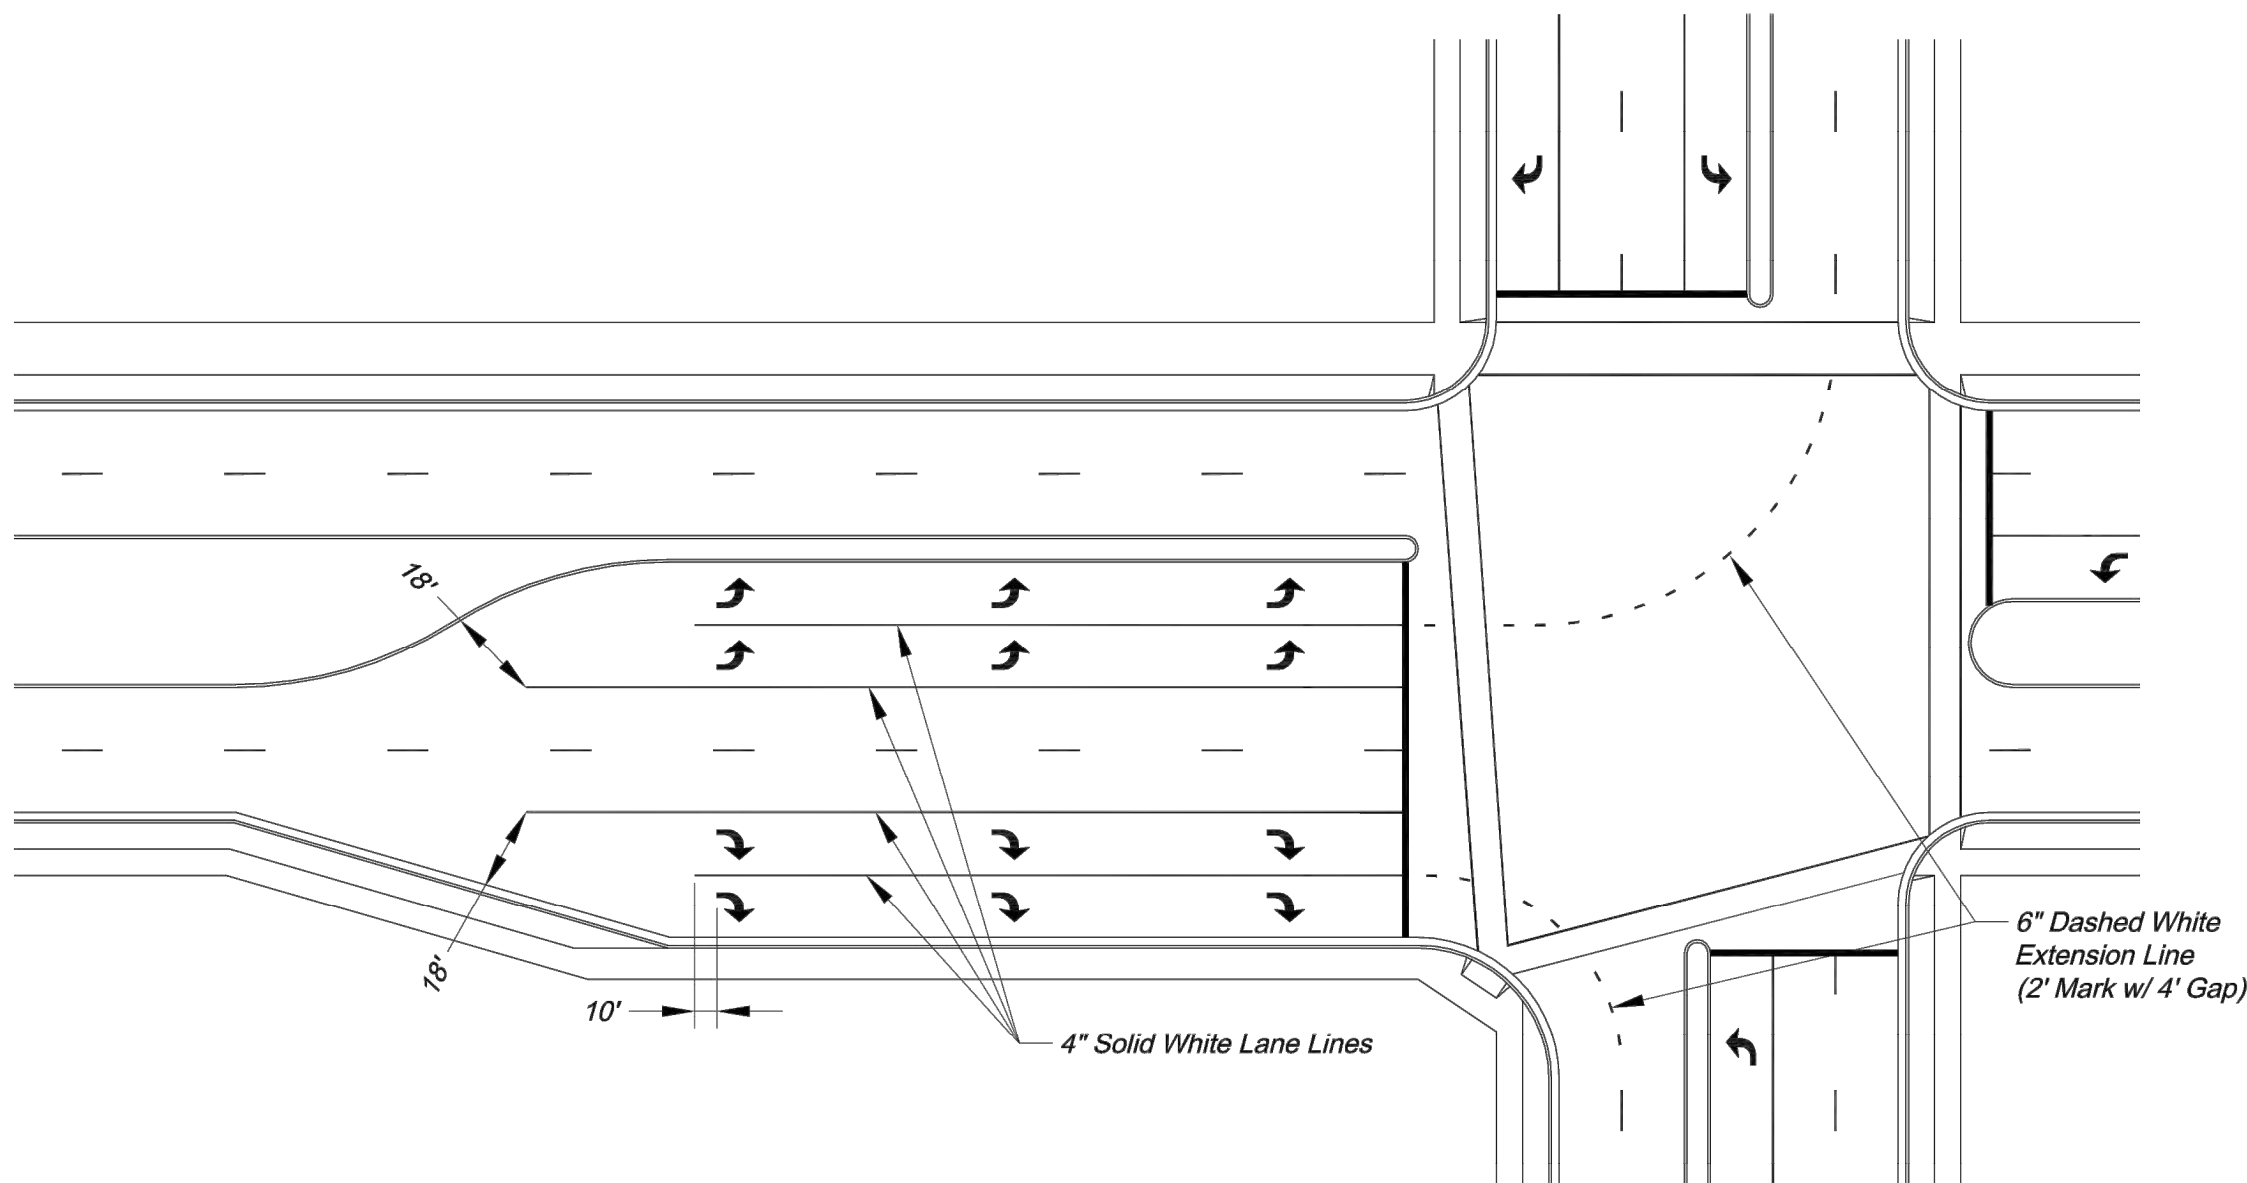 18'
18'
10'
4" Solid White Lane Lines
6" Dashed White
Extension Line
(2' Mark w/ 4' Gap)